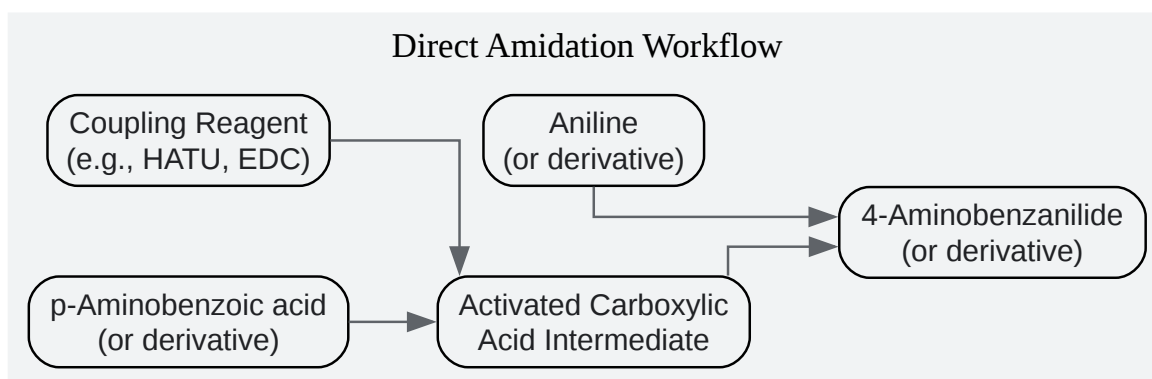 Direct Amidation Workflow
Coupling Reagent
(e.g., HATU, EDC)
Aniline
(or derivative)
4-Aminobenzanilide
(or derivative)
p-Aminobenzoic acid
(or derivative)
Activated Carboxylic
Acid Intermediate